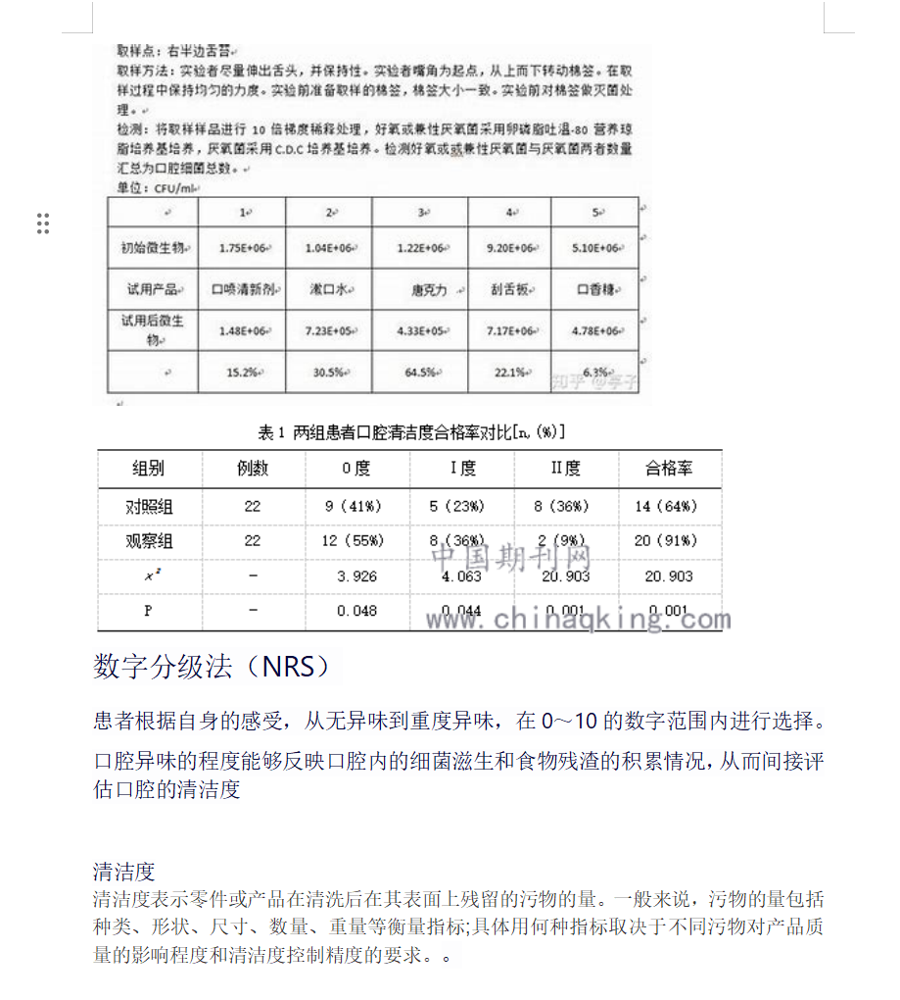 取样点：右半边舌苔
取样方法：实验者尽量伸出舌头，并保持性。实验者嘴角为起点，从上而下转动棉签。在取
样过程中保持均匀的力度。实验前准备取样的棉签，棉签大小一致。实验前对棉签做灭菌处
理。
检测：将取样样品进行 10 倍梯度稀释处理，好氧或兼性厌氧菌采用卵磷脂吐温-80 营养琼
脂培养基培养，厌氧菌采用 C.D.C 培养基培养。检测好氧或或兼性厌氧菌与厌氧菌两者数量
汇总为口腔细菌总数。
单位：CFU/ml
1 2 3 4 5
初始微生物 1.75E+06 1.04E+06 1.22E+06 9.20E+06 5.10E+06
试用产品 口喷清新剂 漱口水 唐克力 刮舌板 口香糖
试用后微生
物 1.48E+06 7.23E+05 4.33E+05 7.17E+06 4.78E+06
15.2% 30.5% 64.5% 22.1% 6.3%
知乎 @李子
表 1 两组患者口腔清洁度合格率对比[n,(%)]
组别 例数 0 度 I 度 II 度 合格率
对照组 22 9（41%） 5（23%） 8（36%） 14（64%）
观察组 22 12（55%） 8（36%） 2（9%） 20（91%）
中国期刊网
x² － 3.926 4.063 20.903 20.903
P － 0.048 0.044 0.001 0.001
www.chinaqking.com
数字分级法（NRS）
患者根据自身的感受，从无异味到重度异味，在 0～10 的数字范围内进行选择。
口腔异味的程度能够反映口腔内的细菌滋生和食物残渣的积累情况，从而间接评
估口腔的清洁度
清洁度
清洁度表示零件或产品在清洗后在其表面上残留的污物的量。一般来说，污物的量包括
种类、形状、尺寸、数量、重量等衡量指标;具体用何种指标取决于不同污物对产品质
量的影响程度和清洁度控制精度的要求。。